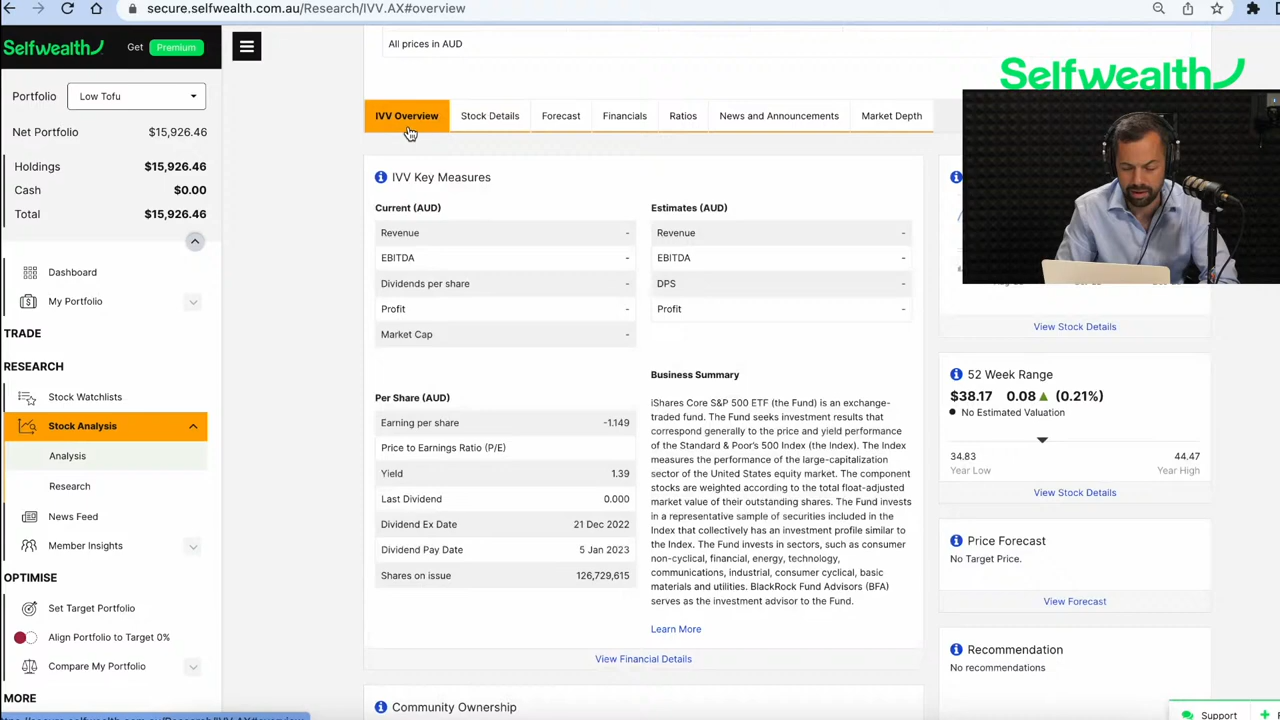 secure.selfwealth.com.au/Research/IVV.AX#overview
Selfwealth
Get Premium
Portfolio
Low Tofu
Net Portfolio $15,926.46
Holdings $15,926.46
Cash $0.00
Total $15,926.46
Dashboard
My Portfolio
TRADE
RESEARCH
Stock Watchlists
Stock Analysis
Analysis
Research
News Feed
Member Insights
OPTIMISE
Set Target Portfolio
Align Portfolio to Target 0%
Compare My Portfolio
MORE
All prices in AUD
Selfwealth
IVV Overview
Stock Details
Forecast
Financials
Ratios
News and Announcements
Market Depth
IVV Key Measures
Current (AUD)
Revenue -
EBITDA -
Dividends per share -
Profit -
Market Cap -
Estimates (AUD)
Revenue -
EBITDA -
DPS -
Profit -
Per Share (AUD)
Earning per share -1.149
Price to Earnings Ratio (P/E)
Yield 1.39
Last Dividend 0.000
Dividend Ex Date 21 Dec 2022
Dividend Pay Date 5 Jan 2023
Shares on issue 126,729,615
Business Summary
iShares Core S&P 500 ETF (the Fund) is an exchange-
traded fund. The Fund seeks investment results that
correspond generally to the price and yield performance
of the Standard & Poor's 500 Index (the Index). The Index
measures the performance of the large-capitalization
sector of the United States equity market. The component
stocks are weighted according to the total float-adjusted
market value of their outstanding shares. The Fund invests
in a representative sample of securities included in the
Index that collectively has an investment profile similar to
the Index. The Fund invests in sectors, such as consumer
non-cyclical, financial, energy, technology,
communications, industrial, consumer cyclical, basic
materials and utilities. BlackRock Fund Advisors (BFA)
serves as the investment advisor to the Fund.
Learn More
View Financial Details
Community Ownership
View Stock Details
52 Week Range
$38.17 0.08 ▲ (0.21%)
No Estimated Valuation
34.83 44.47
Year Low Year High
View Stock Details
Price Forecast
No Target Price.
View Forecast
Recommendation
No recommendations
Support